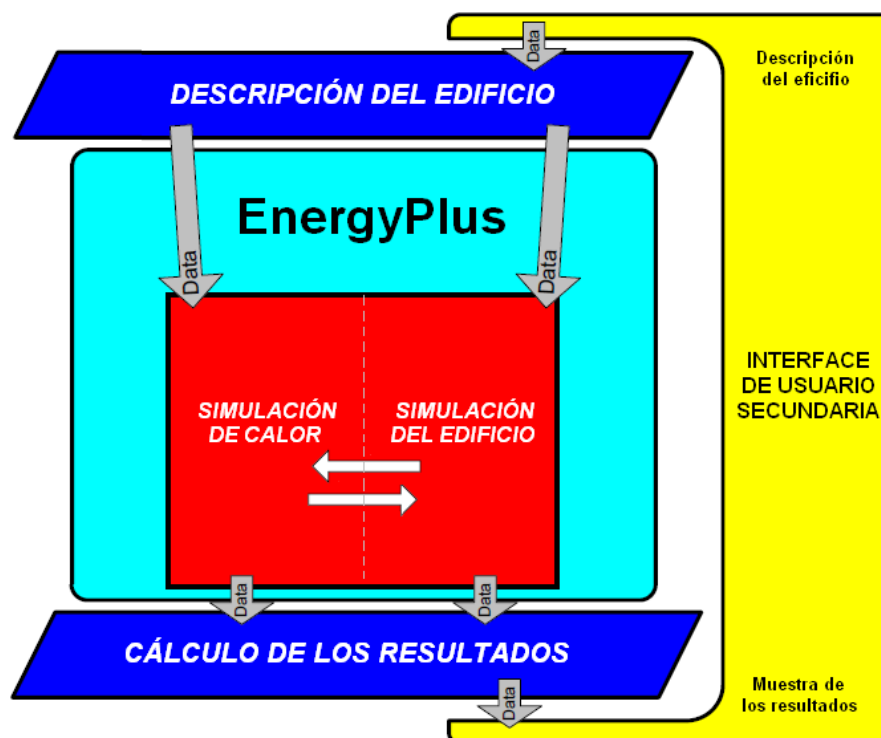 Data
Descripción
del eficifio
DESCRIPCIÓN DEL EDIFICIO
EnergyPlus
Data
Data
INTERFACE
DE USUARIO
SECUNDARIA
SIMULACIÓN
DE CALOR
SIMULACIÓN
DEL EDIFICIO
Data
Data
CÁLCULO DE LOS RESULTADOS
Muestra de
los resultados
Data